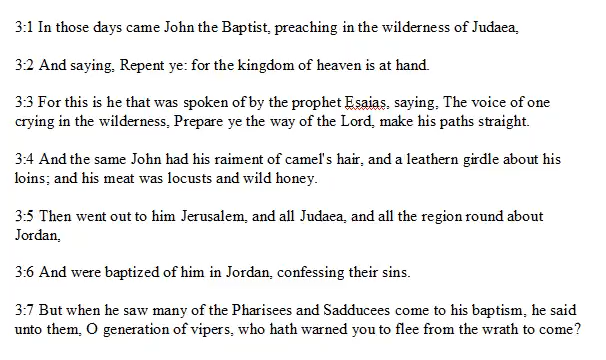 3:1 In those days came John the Baptist, preaching in the wilderness of Judaea,
3:2 And saying, Repent ye: for the kingdom of heaven is at hand.
3:3 For this is he that was spoken of by the prophet Esaias, saying, The voice of one
crying in the wilderness, Prepare ye the way of the Lord, make his paths straight.
3:4 And the same John had his raiment of camel's hair, and a leathern girdle about his
loins; and his meat was locusts and wild honey.
3:5 Then went out to him Jerusalem, and all Judaea, and all the region round about
Jordan,
3:6 And were baptized of him in Jordan, confessing their sins.
3:7 But when he saw many of the Pharisees and Sadducees come to his baptism, he said
unto them, O generation of vipers, who hath warned you to flee from the wrath to come?